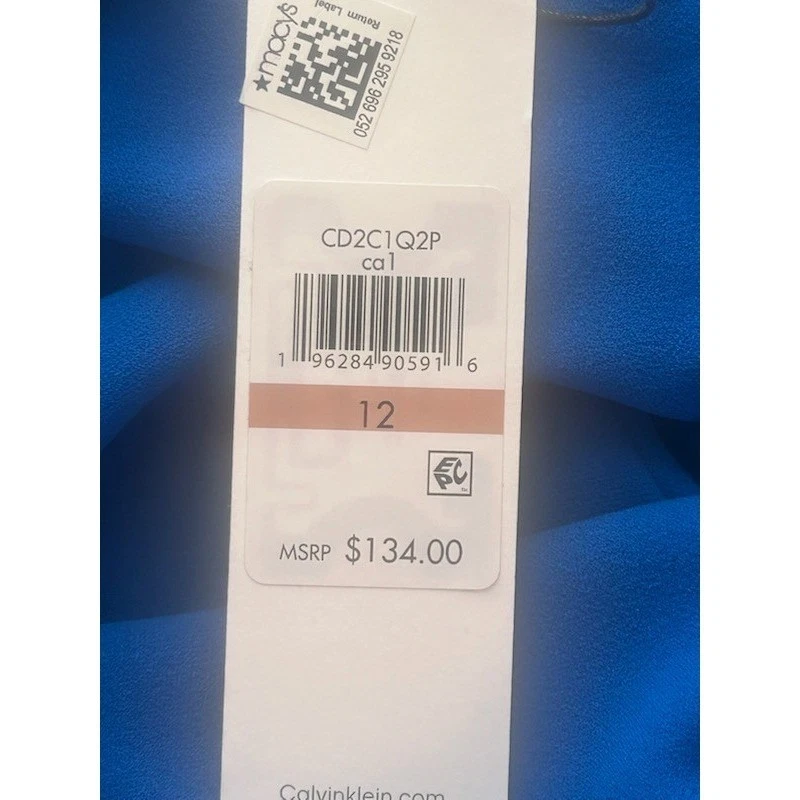 ★macy's
Return Label
052 696 295 9218
CD2C1Q2P
ca1
1 96284 90591 6
12
EPC
MSRP $134.00
Calvinklein.com